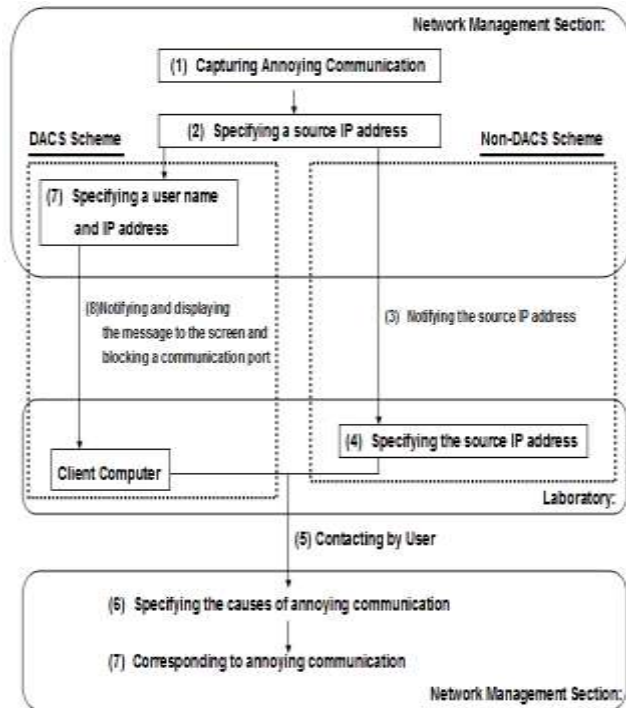 Network Management Section:
(1) Capturing Annoying Communication
(2) Specifying a source IP address
DACS Scheme
Non-DACS Scheme
(7) Specifying a user name
and IP address
(8)Notifying and displaying
the message to the screen and
blocking a communication port
(3) Notifying the source IP address
(4) Specifying the source IP address
Client Computer
Laboratory:
(5) Contacting by User
(6) Specifying the causes of annoying communication
(7) Corresponding to annoying communication
Network Management Section: